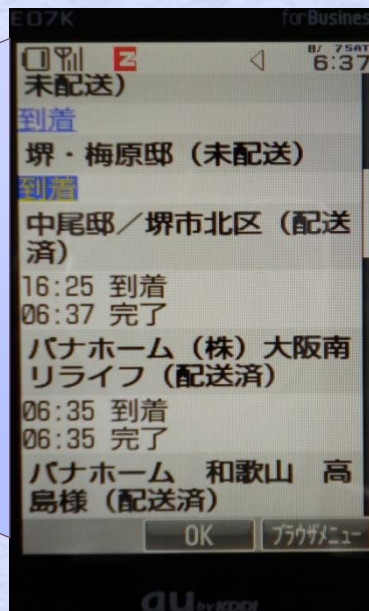 E07K for Busines
8/ 7SAT
6:37
未配送)
到着
堺・梅原邸（未配送）
到着
中尾邸／堺市北区（配送
済）
16:25 到着
06:37 完了
パナホーム（株）大阪南
リライフ（配送済）
06:35 到着
06:35 完了
パナホーム 和歌山 高
島様（配送済）
OK ブラウザメニュー
au by KDDI